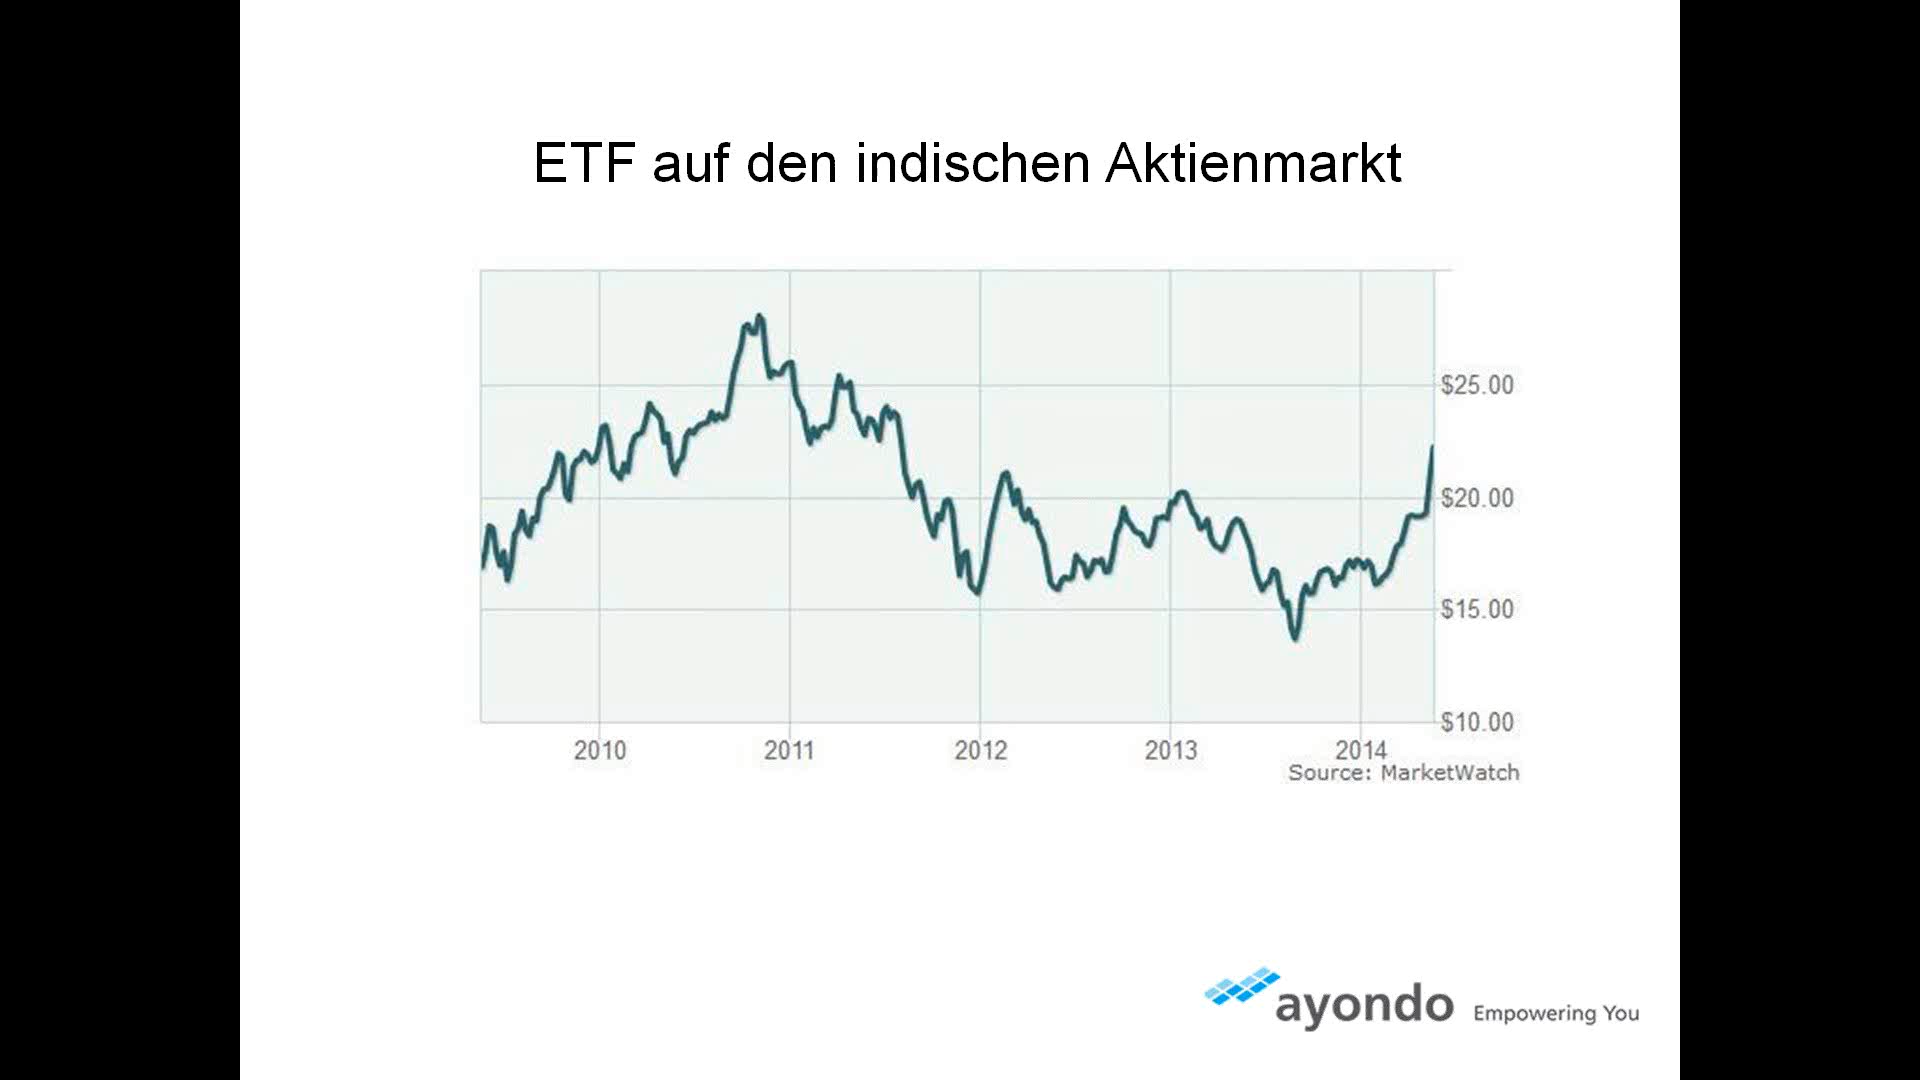 ETF auf den indischen Aktienmarkt
$25.00
$20.00
$15.00
$10.00
2010 2011 2012 2013 2014
Source: MarketWatch
ayondo Empowering You